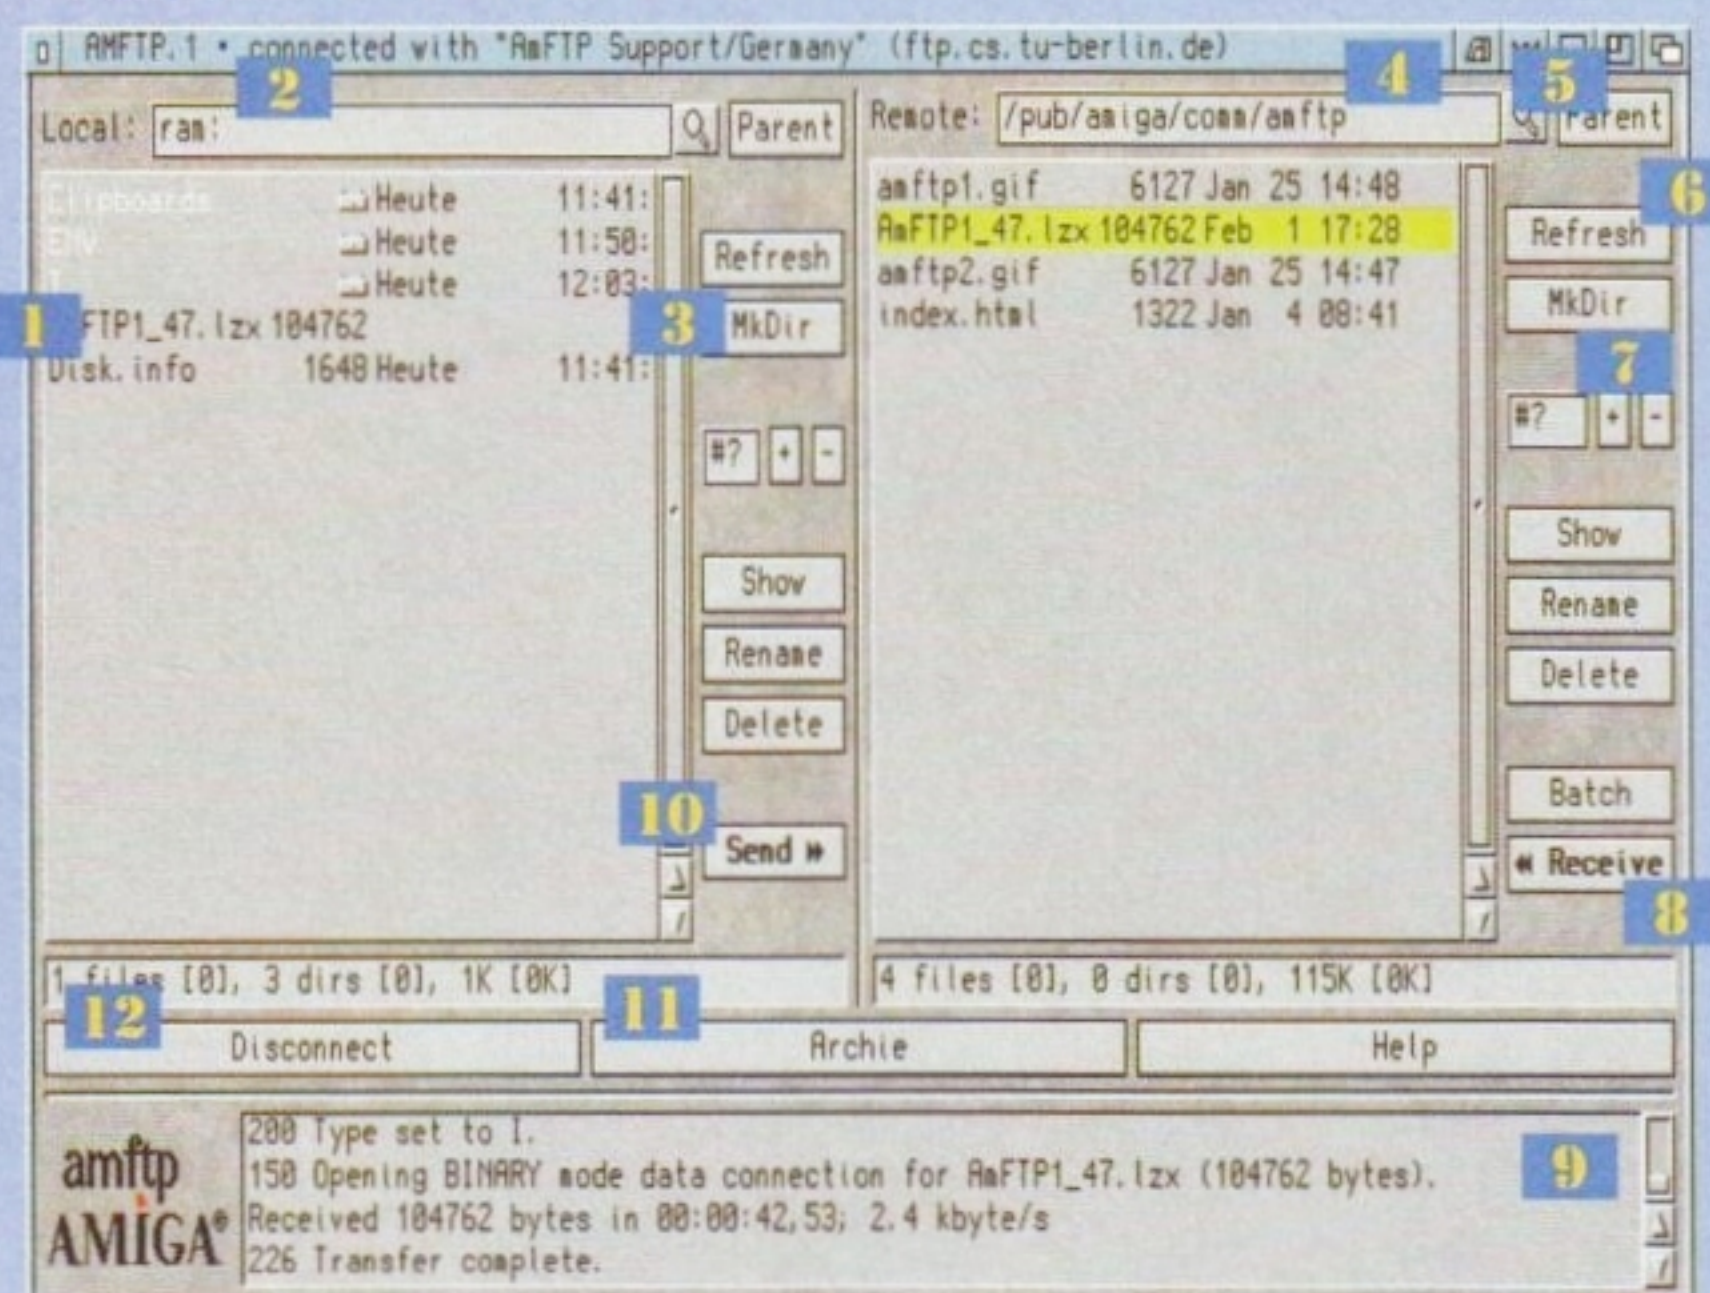 AMFTP.1 • connected with "AmFTP Support/Germany" (ftp.cs.tu-berlin.de)
2
4
5
Local: ram:
Parent
Remote: /pub/amiga/comm/amftp
Parent
Clipboards Heute 11:41:
ENV Heute 11:50:
Heute 12:03:
1
FTP1_47.lzx 104762
Disk.info 1648 Heute 11:41:
Refresh
3
MkDir
#? + -
Show
Rename
Delete
10
Send »
amftp1.gif 6127 Jan 25 14:48
AmFTP1_47.lzx 104762 Feb 1 17:28
amftp2.gif 6127 Jan 25 14:47
index.html 1322 Jan 4 08:41
6
Refresh
MkDir
7
#? + -
Show
Rename
Delete
Batch
« Receive
8
1 files [0], 3 dirs [0], 1K [0K]
4 files [0], 0 dirs [0], 115K [0K]
12
11
Disconnect
Archie
Help
amftp
AMIGA®
200 Type set to I.
150 Opening BINARY mode data connection for AmFTP1_47.lzx (104762 bytes).
Received 104762 bytes in 00:00:42,53; 2.4 kbyte/s
226 Transfer complete.
9